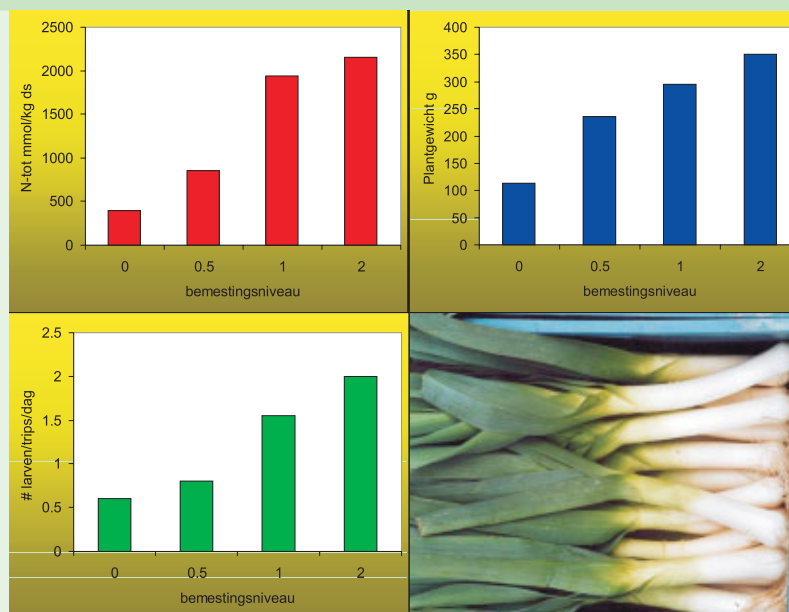 2500
2000
1500
1000
500
0
N-tot mmol/kg ds
0 0.5 1 2
bemestingsniveau
400
350
300
250
200
150
100
50
0
Plantgewicht g
0 0.5 1 2
bemestingsniveau
2.5
2
1.5
1
0.5
0
# larven/trips/dag
0 0.5 1 2
bemestingsniveau